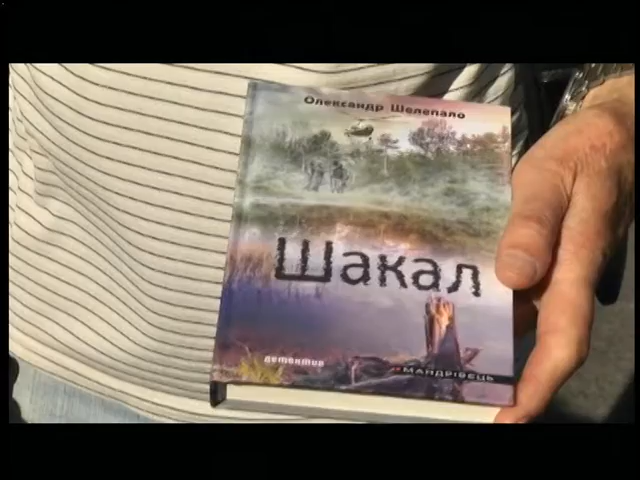 Олександр Шелепало
Шакал
детектив
МАНДРІВЕЦЬ